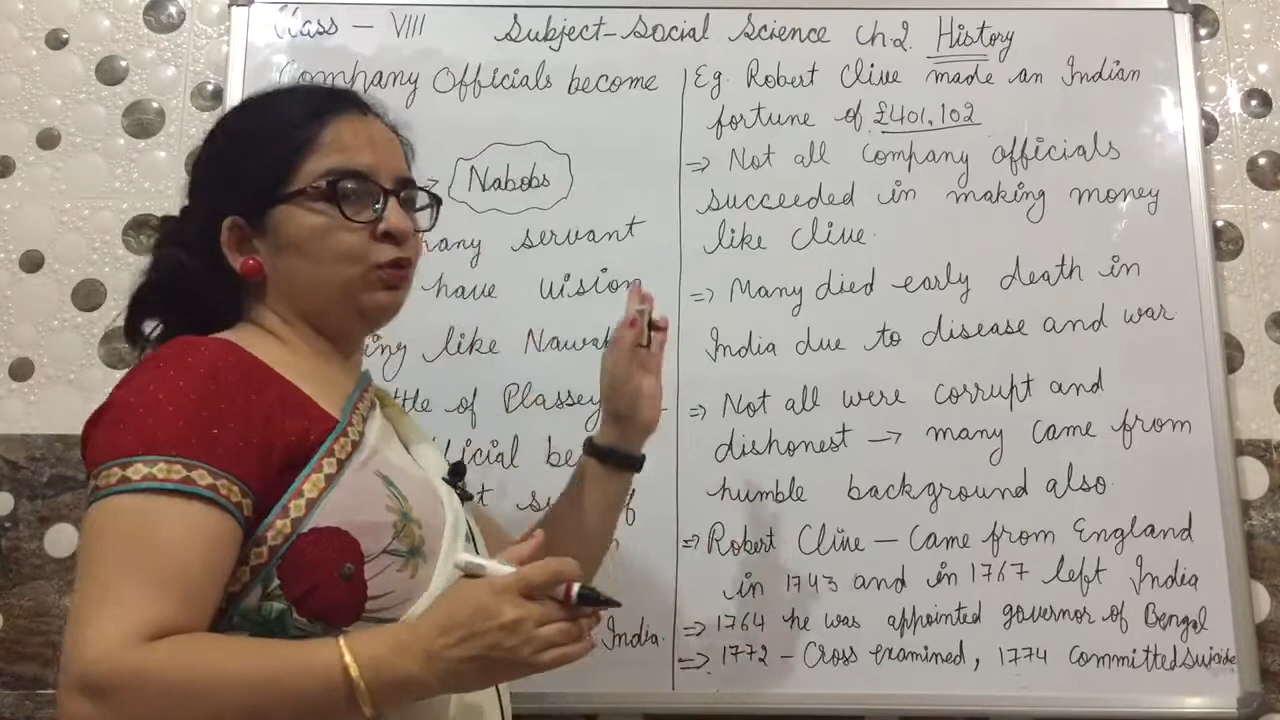 Class - VIII Subject-Social Science Ch.2. History
Company Officials become
Nabobs
servant
have vision
like Nawab
of Plassey
India.
Eg. Robert Clive made an Indian
fortune of £401,102
⇒ Not all company officials
succeeded in making money
like Clive.
⇒ Many died early death in
India due to disease and war.
⇒ Not all were corrupt and
dishonest → many came from
humble background also.
⇒ Robert Clive - Came from England
in 1743 and in 1767 left India
⇒ 1764 he was appointed governor of Bengal
⇒ 1772 - Cross examined, 1774 committed suicide